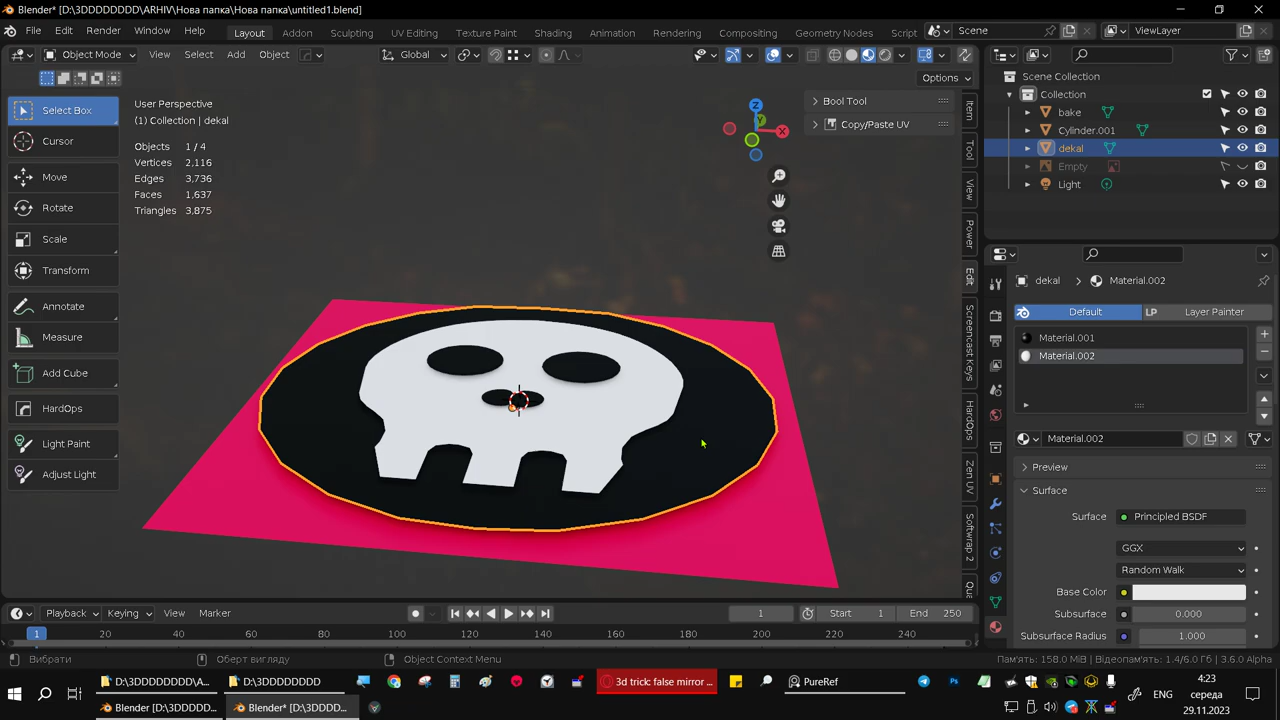 Blender* [D:\3DDDDDDDD\ARHIV\Нова папка\Нова папка\untitled1.blend]
File Edit Render Window Help Layout Addon Sculpting UV Editing Texture Paint Shading Animation Rendering Compositing Geometry Nodes Script Scene ViewLayer
Object Mode View Select Add Object Global
Options
Select Box
Cursor
Move
Rotate
Scale
Transform
Annotate
Measure
Add Cube
HardOps
Light Paint
Adjust Light
User Perspective
(1) Collection | dekal
Objects 1 / 4
Vertices 2,116
Edges 3,736
Faces 1,637
Triangles 3,875
Z
Y
X
Bool Tool
Copy/Paste UV
Item
Tool
View
Power
Edit
Screencast Keys
HardOps
Zen UV
Softwrap 2
Scene Collection
Collection
bake
Cylinder.001
dekal
Empty
Light
dekal > Material.002
Default LP Layer Painter
Material.001
Material.002
Material.002
Preview
Surface
Surface Principled BSDF
GGX
Random Walk
Base Color
Subsurface 0.000
Subsurface Radius 1.000
Playback Keying View Marker 1 Start 1 End 250
1 20 40 60 80 100 120 140 160 180 200 220 240
Вибрати Оберт вигляду Object Context Menu Пам'ять: 158.0 MiB | Відеопам'ять: 1.4/6.0 Гб | 3.6.0 Alpha
D:\3DDDDDDDD\A... D:\3DDDDDDDD 3d trick: false mirror ... PureRef
Blender [D:\3DDDD... Blender* [D:\3DDDD...
ENG
4:23
середа
29.11.2023